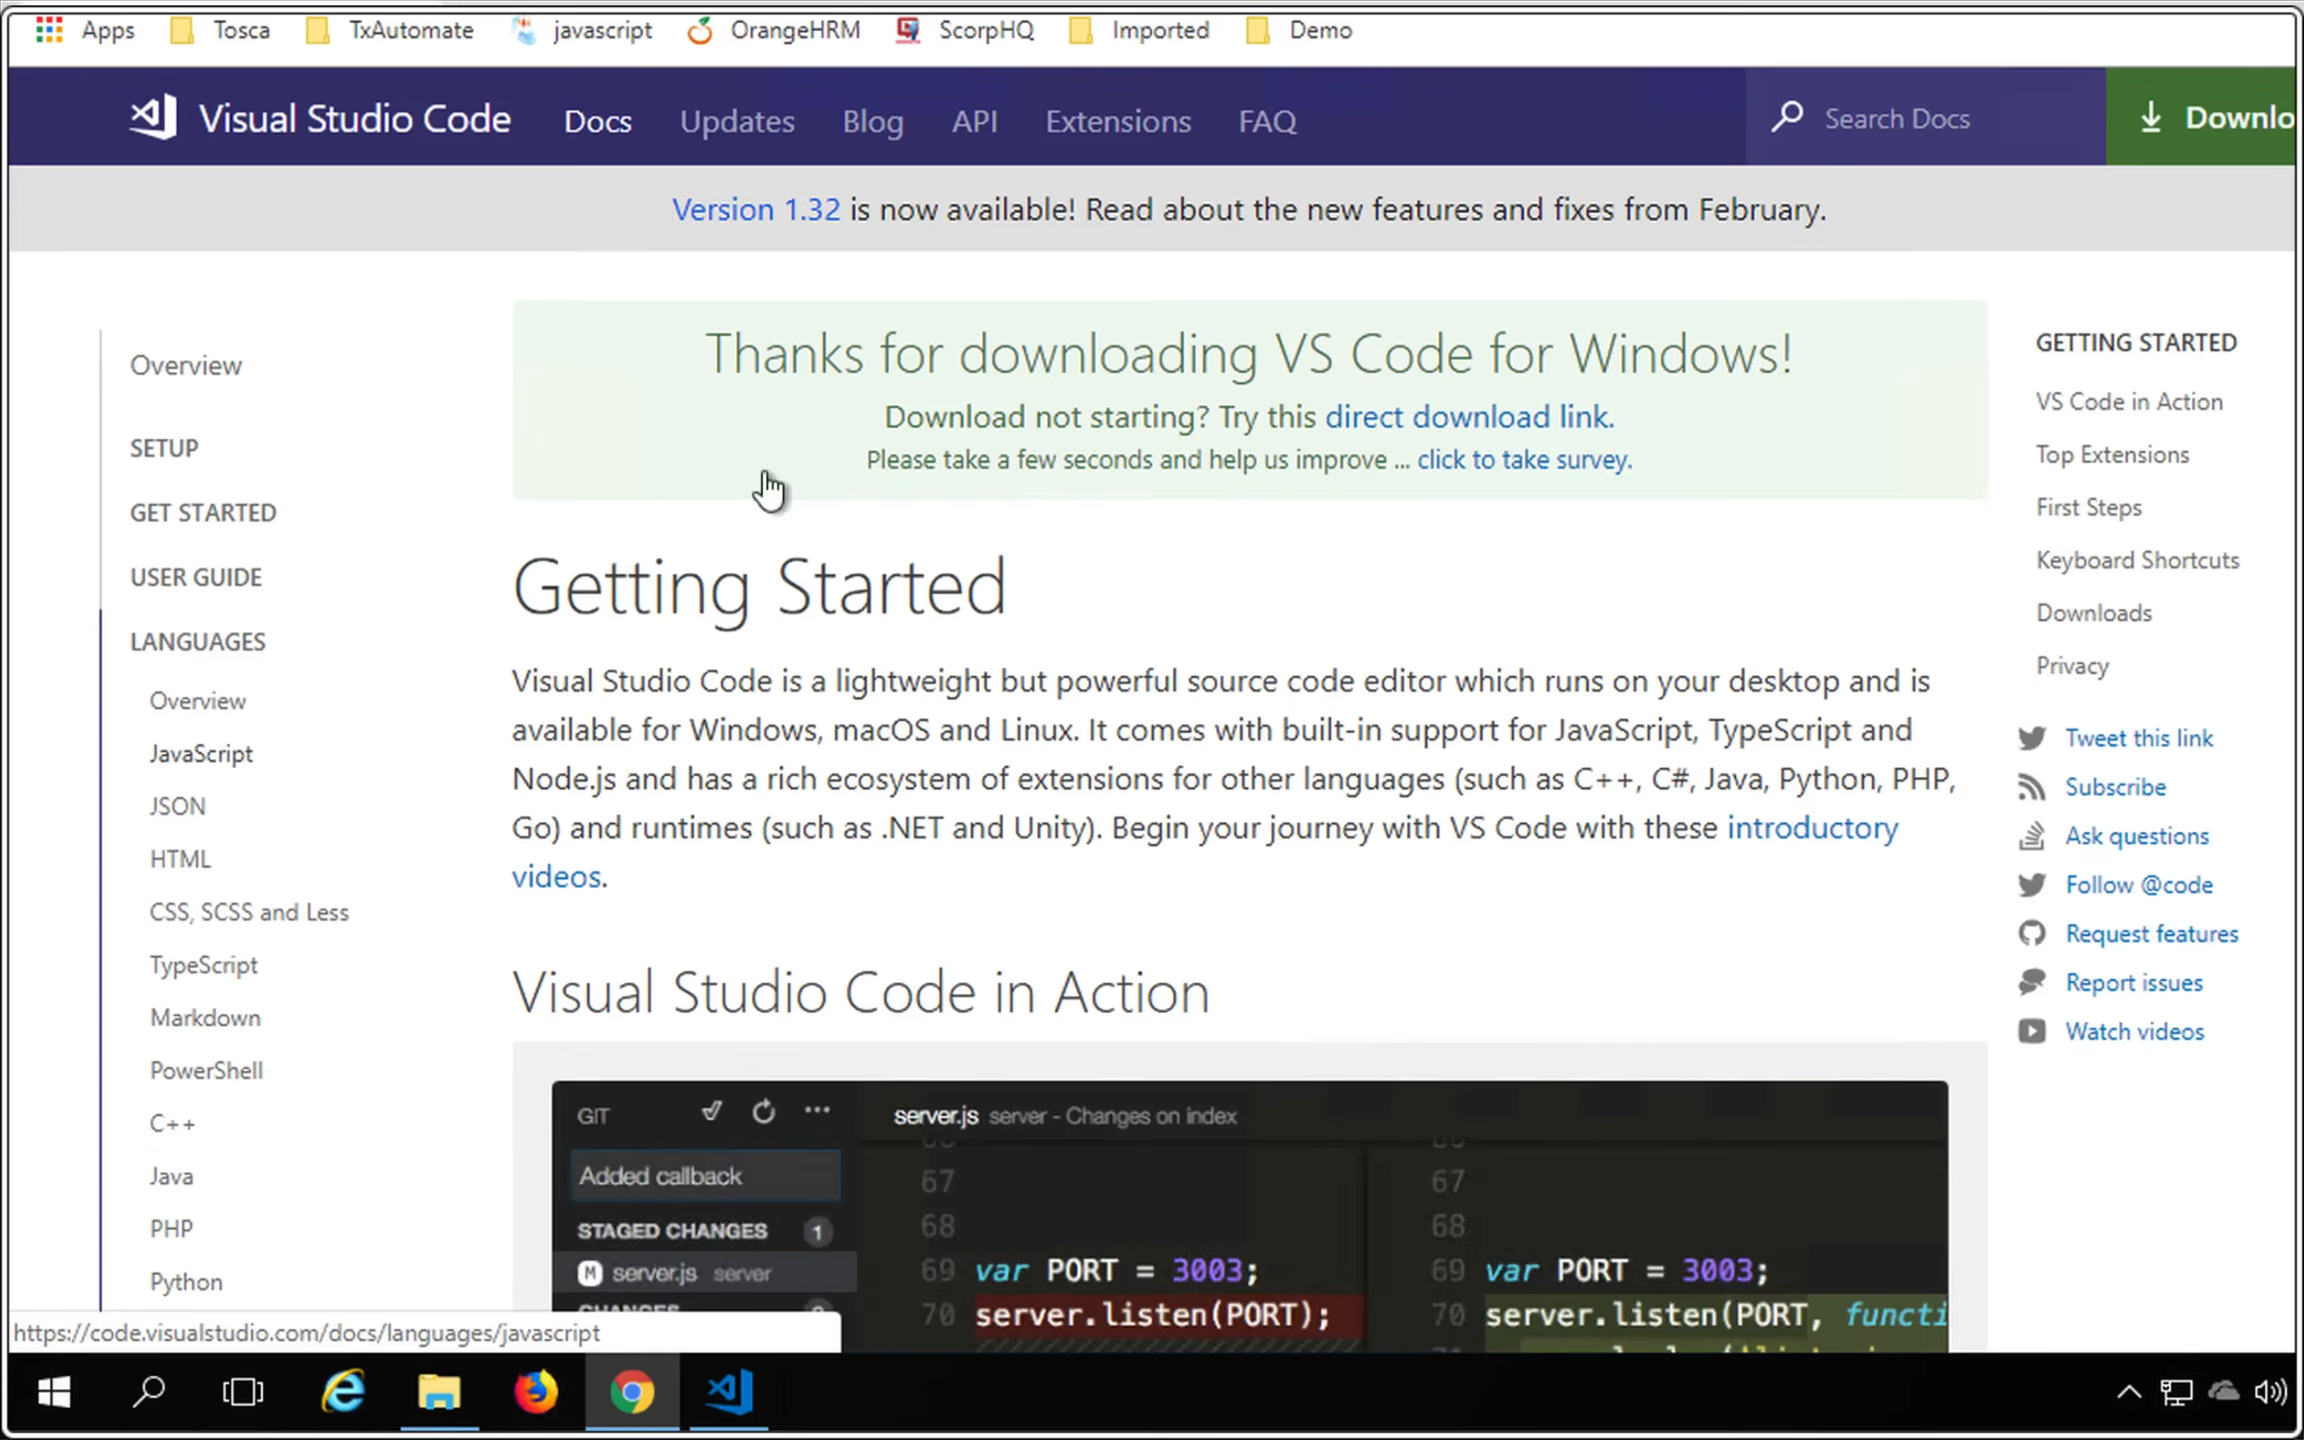 Apps Tosca TxAutomate javascript OrangeHRM ScorpHQ Imported Demo
Visual Studio Code Docs Updates Blog API Extensions FAQ Search Docs Downlo
Version 1.32 is now available! Read about the new features and fixes from February.
Overview
SETUP
GET STARTED
USER GUIDE
LANGUAGES
Overview
JavaScript
JSON
HTML
CSS, SCSS and Less
TypeScript
Markdown
PowerShell
C++
Java
PHP
Python
Thanks for downloading VS Code for Windows!
Download not starting? Try this direct download link.
Please take a few seconds and help us improve ... click to take survey.
Getting Started
Visual Studio Code is a lightweight but powerful source code editor which runs on your desktop and is
available for Windows, macOS and Linux. It comes with built-in support for JavaScript, TypeScript and
Node.js and has a rich ecosystem of extensions for other languages (such as C++, C#, Java, Python, PHP,
Go) and runtimes (such as .NET and Unity). Begin your journey with VS Code with these introductory
videos.
Visual Studio Code in Action
GIT
Added callback
STAGED CHANGES 1
M server.js server
CHANGES
server.js server - Changes on index
67
68
69 var PORT = 3003;
70 server.listen(PORT);
67
68
69 var PORT = 3003;
70 server.listen(PORT, functi
GETTING STARTED
VS Code in Action
Top Extensions
First Steps
Keyboard Shortcuts
Downloads
Privacy
Tweet this link
Subscribe
Ask questions
Follow @code
Request features
Report issues
Watch videos
https://code.visualstudio.com/docs/languages/javascript